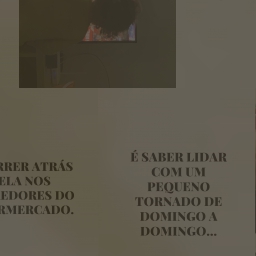 RRER ATRÁS
ELA NOS
EDORES DO
RMERCADO.
É SABER LIDAR
COM UM
PEQUENO
TORNADO DE
DOMINGO A
DOMINGO...